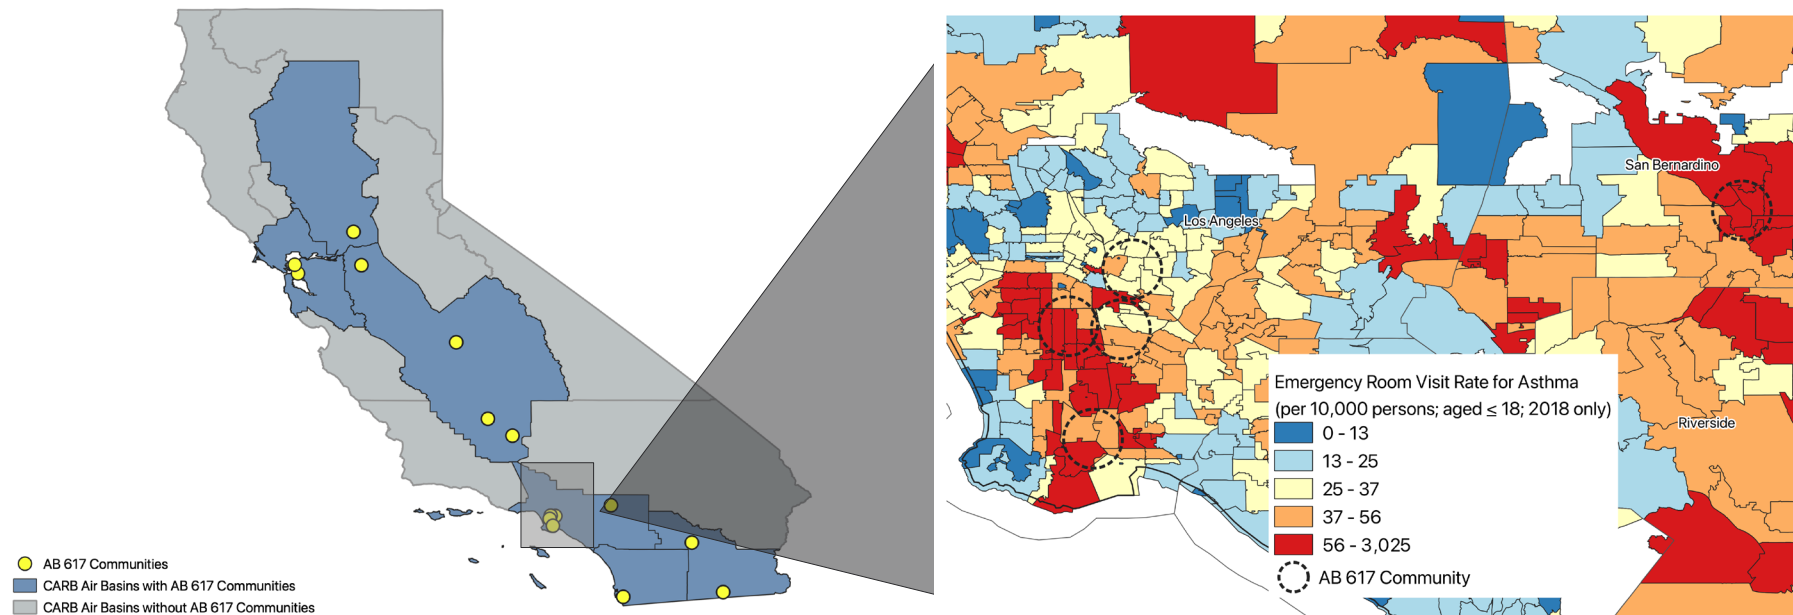 AB 617 Communities
CARB Air Basins with AB 617 Communities
CARB Air Basins without AB 617 Communities
San Bernardino
Los Angeles
Riverside
Emergency Room Visit Rate for Asthma
(per 10,000 persons; aged ≤ 18; 2018 only)
0 - 13
13 - 25
25 - 37
37 - 56
56 - 3,025
AB 617 Community